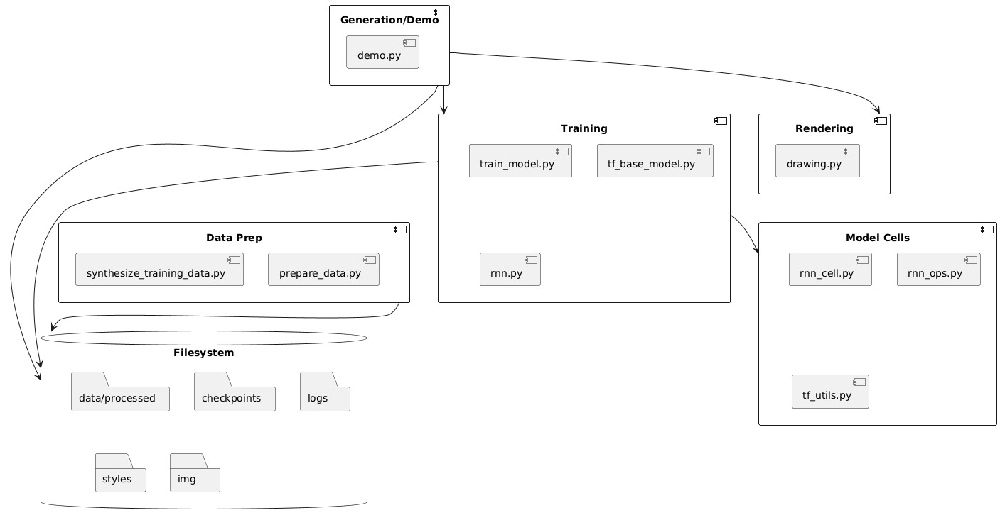 Generation/Demo
demo.py
Training
train_model.py
tf_base_model.py
rnn.py
Rendering
drawing.py
Data Prep
synthesize_training_data.py
prepare_data.py
Model Cells
rnn_cell.py
rnn_ops.py
tf_utils.py
Filesystem
data/processed
checkpoints
logs
styles
img